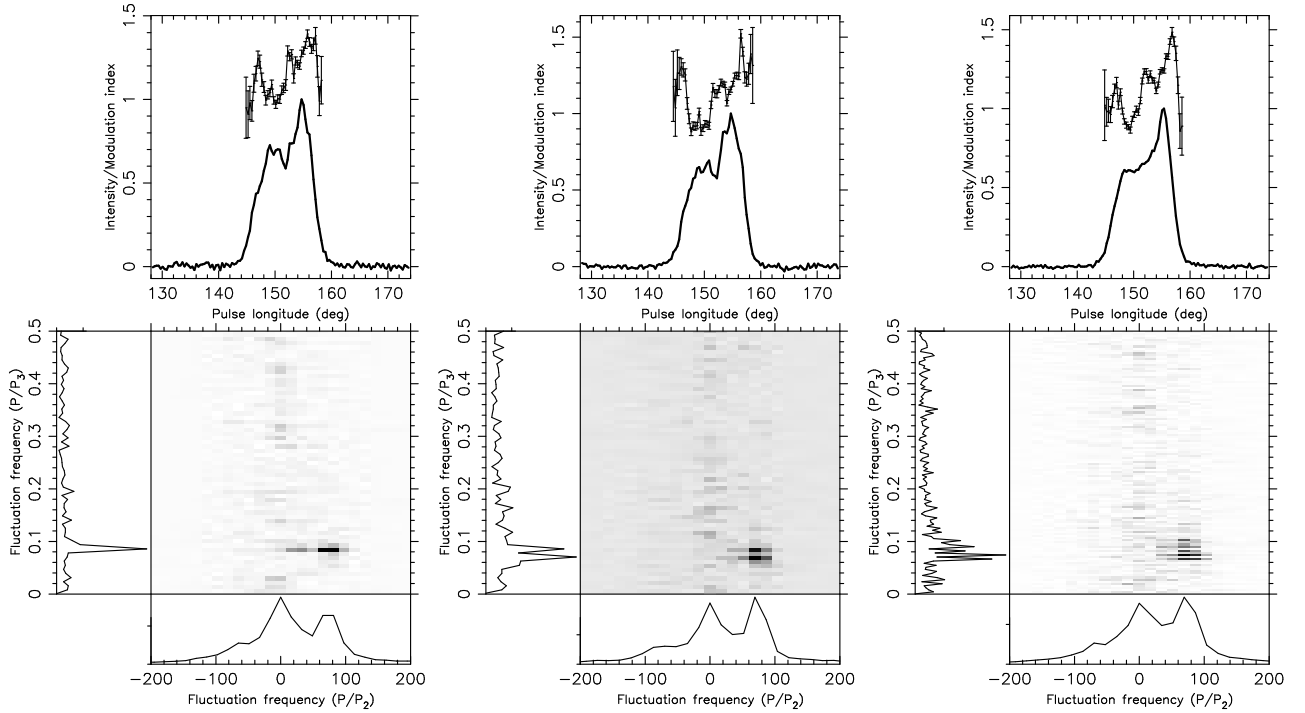 Intensity/Modulation index
0
0.5
1
1.5
130 140 150 160 170
Pulse longitude (deg)
Intensity/Modulation index
0
0.5
1
1.5
130 140 150 160 170
Pulse longitude (deg)
Intensity/Modulation index
0
0.5
1
1.5
130 140 150 160 170
Pulse longitude (deg)
Fluctuation frequency (P/P3)
0
0.1
0.2
0.3
0.4
0.5
−200 −100 0 100 200
Fluctuation frequency (P/P2)
Fluctuation frequency (P/P3)
0
0.1
0.2
0.3
0.4
0.5
−200 −100 0 100 200
Fluctuation frequency (P/P2)
Fluctuation frequency (P/P3)
0
0.1
0.2
0.3
0.4
0.5
−200 −100 0 100 200
Fluctuation frequency (P/P2)